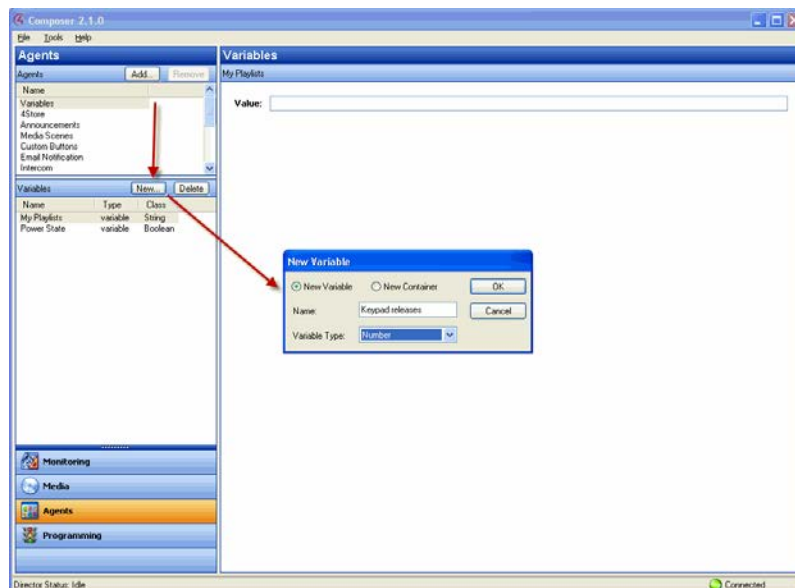 Composer 2.1.0
File Tools Help
Agents
Agents Add... Remove
Name
Variables
4Store
Announcements
Media Scenes
Custom Buttons
Email Notification
Intercom
Variables New... Delete
Name Type Class
My Playlists variable String
Power State variable Boolean
Monitoring
Media
Agents
Programming
Director Status: Idle
Variables
My Playlists
Value:
New Variable
New Variable New Container OK
Name: Keypad releases Cancel
Variable Type: Number
Connected